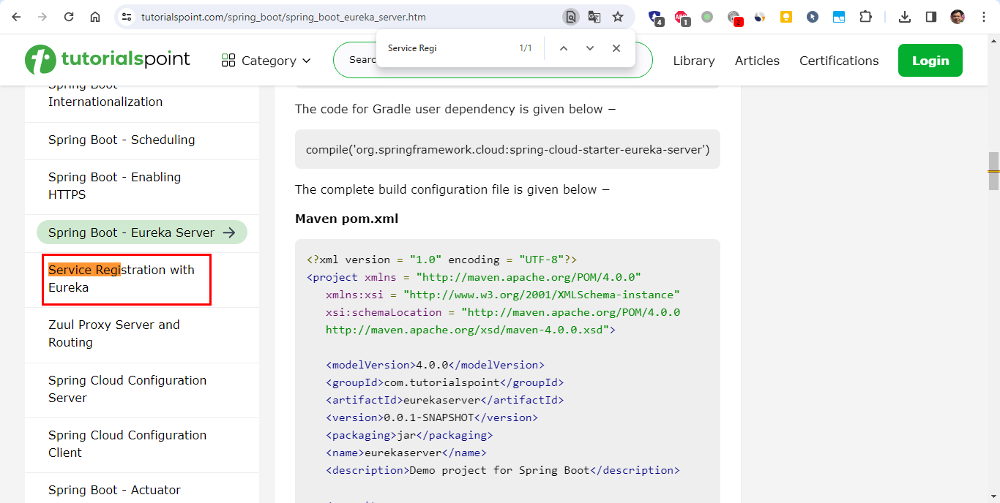 tutorialspoint.com/spring_boot/spring_boot_eureka_server.htm
4
1
2
Service Regi
1/1
tutorialspoint
Category
Searc
Library
Articles
Certifications
Login
Spring Boot -
Internationalization
Spring Boot - Scheduling
Spring Boot - Enabling
HTTPS
Spring Boot - Eureka Server
Service Registration with
Eureka
Zuul Proxy Server and
Routing
Spring Cloud Configuration
Server
Spring Cloud Configuration
Client
Spring Boot - Actuator
The code for Gradle user dependency is given below −
compile('org.springframework.cloud:spring-cloud-starter-eureka-server')
The complete build configuration file is given below −
Maven pom.xml
<?xml version = "1.0" encoding = "UTF-8"?>
<project xmlns = "http://maven.apache.org/POM/4.0.0"
xmlns:xsi = "http://www.w3.org/2001/XMLSchema-instance"
xsi:schemaLocation = "http://maven.apache.org/POM/4.0.0
http://maven.apache.org/xsd/maven-4.0.0.xsd">
<modelVersion>4.0.0</modelVersion>
<groupId>com.tutorialspoint</groupId>
<artifactId>eurekaserver</artifactId>
<version>0.0.1-SNAPSHOT</version>
<packaging>jar</packaging>
<name>eurekaserver</name>
<description>Demo project for Spring Boot</description>